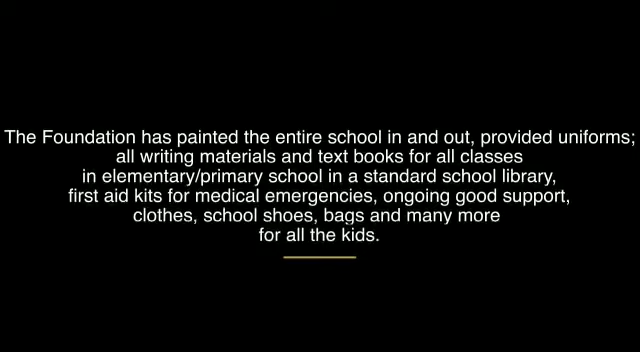 The Foundation has painted the entire school in and out, provided uniforms;
all writing materials and text books for all classes
in elementary/primary school in a standard school library,
first aid kits for medical emergencies, ongoing good support,
clothes, school shoes, bags and many more
for all the kids.